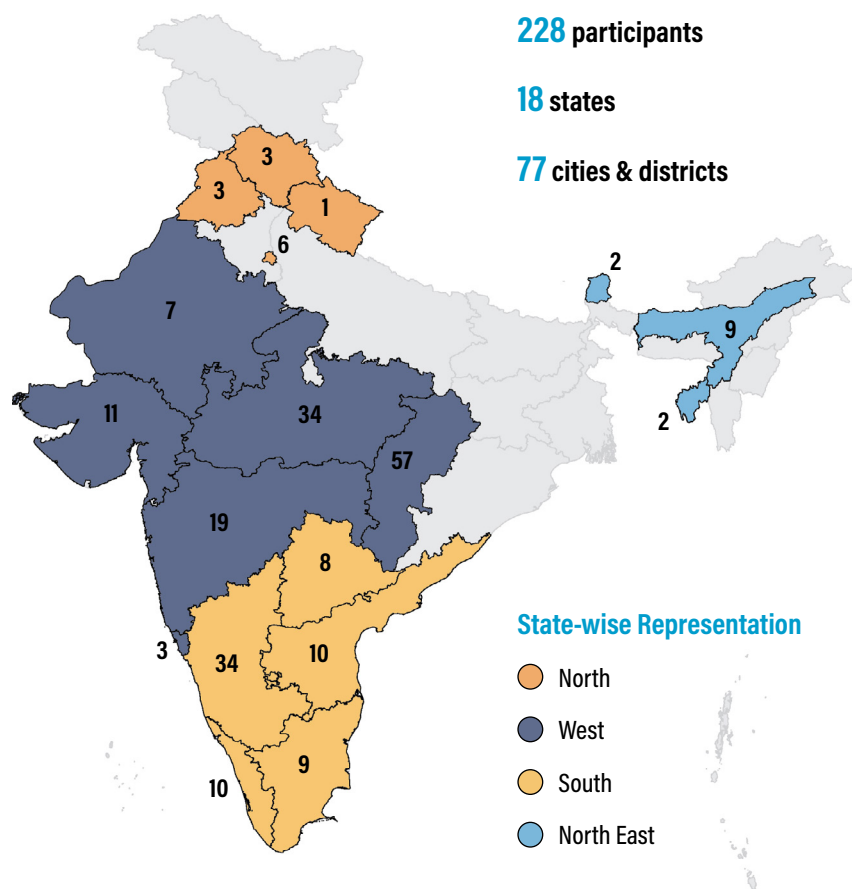 228 participants
18 states
77 cities & districts
3
3
1
6
2
7
9
11
34
2
57
19
8
3
34
10
10
9
State-wise Representation
North
West
South
North East